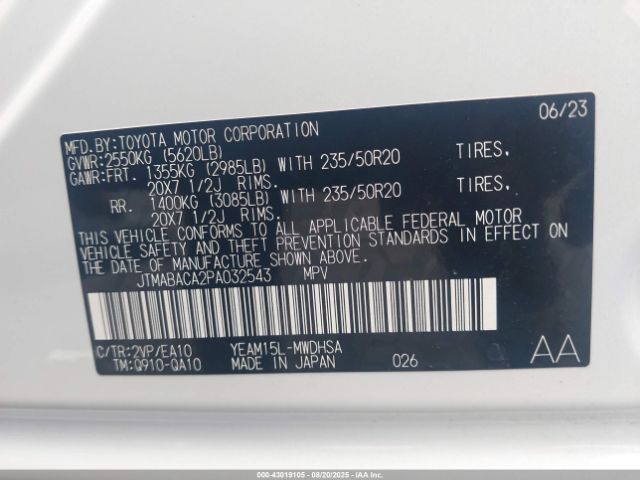 06/23
MFD.BY:TOYOTA MOTOR CORPORATION
GVWR:2550KG (5620LB)
GAWR:FRT. 1355KG (2985LB) WITH 235/50R20 TIRES,
20X7 1/2J RIMS.
RR. 1400KG (3085LB) WITH 235/50R20 TIRES,
20X7 1/2J RIMS.
THIS VEHICLE CONFORMS TO ALL APPLICABLE FEDERAL MOTOR
VEHICLE SAFETY AND THEFT PREVENTION STANDARDS IN EFFECT ON
THE DATE OF MANUFACTURE SHOWN ABOVE.
JTMABACA2PA032543 MPV
C/TR:2VP/EA10 YEAM15L-MWDHSA
TM:Q910-QA10 MADE IN JAPAN 026 AA
000-43019105 - 08/20/2025 - IAA Inc.